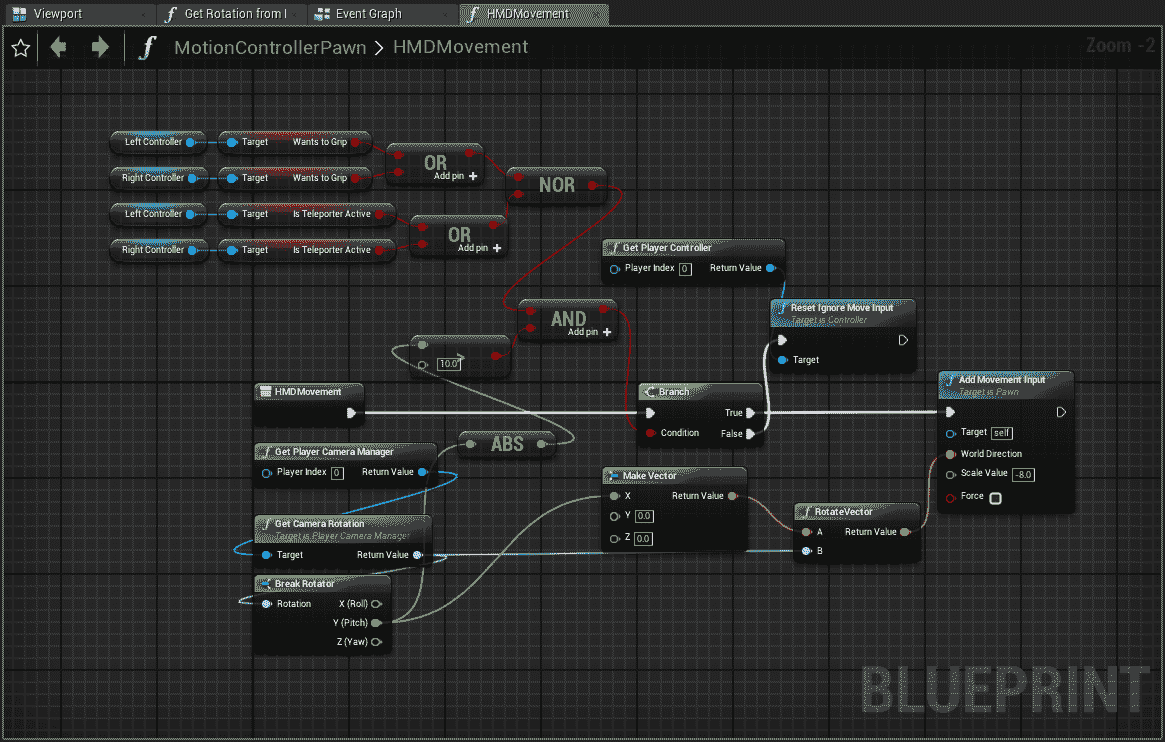 Viewport
Get Rotation from I
Event Graph
HMDMovement
MotionControllerPawn > HMDMovement
Zoom -2
Left Controller
Target Wants to Grip
Right Controller
Target Wants to Grip
OR
Add pin +
NOR
Left Controller
Target Is Teleporter Active
Right Controller
Target Is Teleporter Active
OR
Add pin +
Get Player Controller
Player Index 0 Return Value
AND
Add pin +
Reset Ignore Move Input
Target is Controller
Target
10.0
>
HMDMovement
Branch
True
Condition False
Add Movement Input
Target is Pawn
Target self
World Direction
Scale Value -8.0
Force
ABS
Get Player Camera Manager
Player Index 0 Return Value
Make Vector
X Return Value
Y 0.0
Z 0.0
RotateVector
A Return Value
B
Get Camera Rotation
Target is Player Camera Manager
Target Return Value
Break Rotator
Rotation X (Roll)
Y (Pitch)
Z (Yaw)
BLUEPRINT